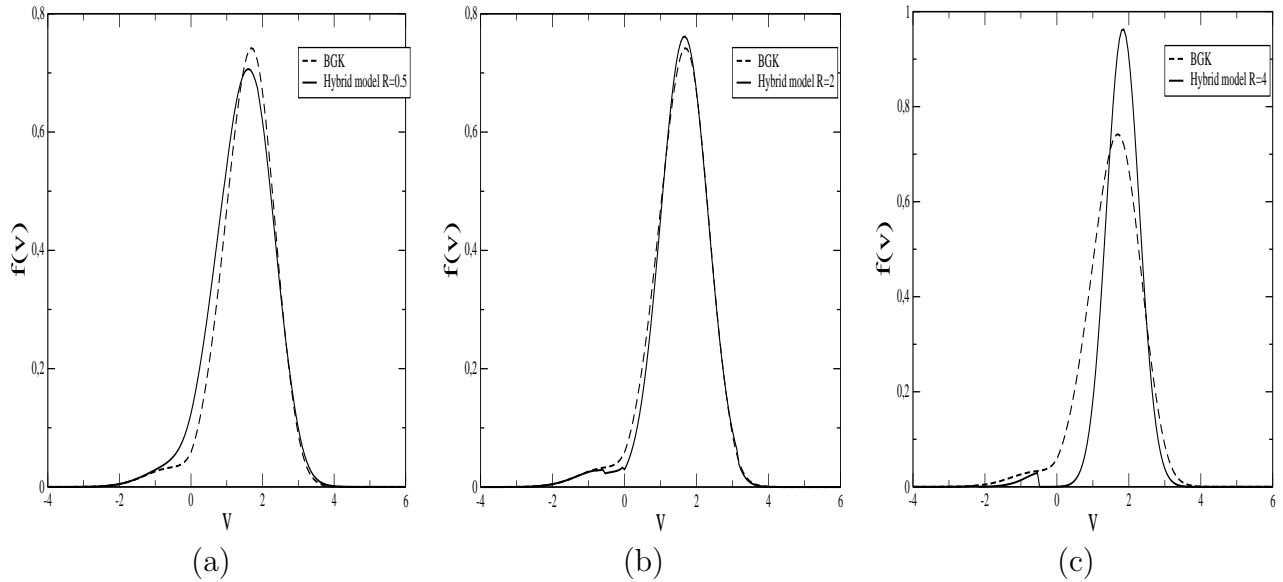 0,8
0,6
0,4
0,2
0
f(v)
-4 -2 0 2 4 6
V
BGK
Hybrid model R=0.5
(a)
0,8
0,6
0,4
0,2
0
f(v)
-4 -2 0 2 4 6
V
BGK
Hybrid model R=2
(b)
1
0,8
0,6
0,4
0,2
0
f(v)
-4 -2 0 2 4 6
V
BGK
Hybrid model R=4
(c)